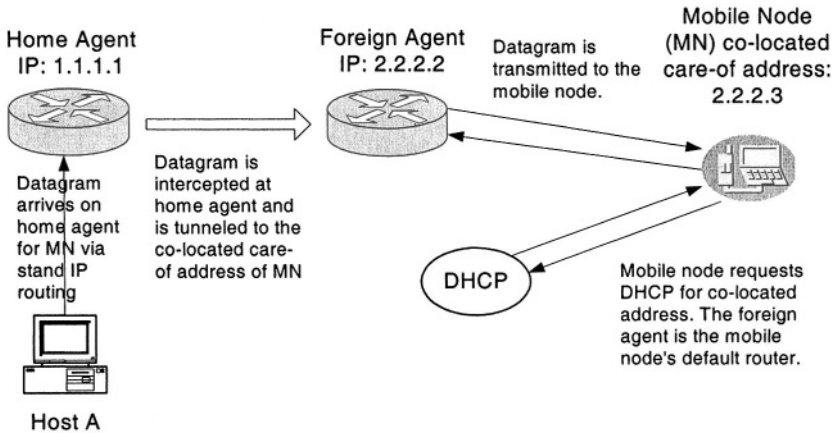 Home Agent
IP: 1.1.1.1
Foreign Agent
IP: 2.2.2.2
Datagram is
transmitted to the
mobile node.
Mobile Node
(MN) co-located
care-of address:
2.2.2.3
Datagram
arrives on
home agent
for MN via
stand IP
routing
Datagram is
intercepted at
home agent and
is tunneled to the
co-located care-
of address of MN
DHCP
Mobile node requests
DHCP for co-located
address. The foreign
agent is the mobile
node's default router.
Host A